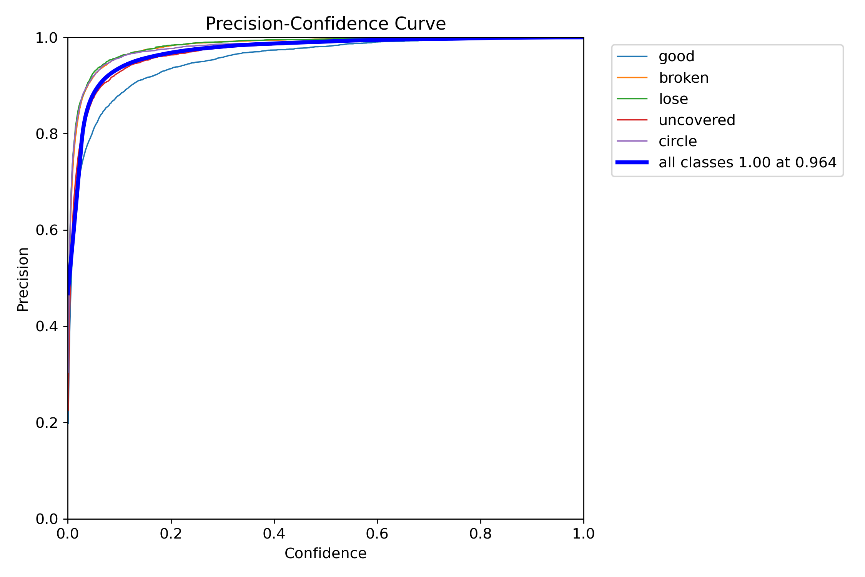 Precision-Confidence Curve
1.0
0.8
0.6
0.4
0.2
0.0
Precision
0.0 0.2 0.4 0.6 0.8 1.0
Confidence
good
broken
lose
uncovered
circle
all classes 1.00 at 0.964